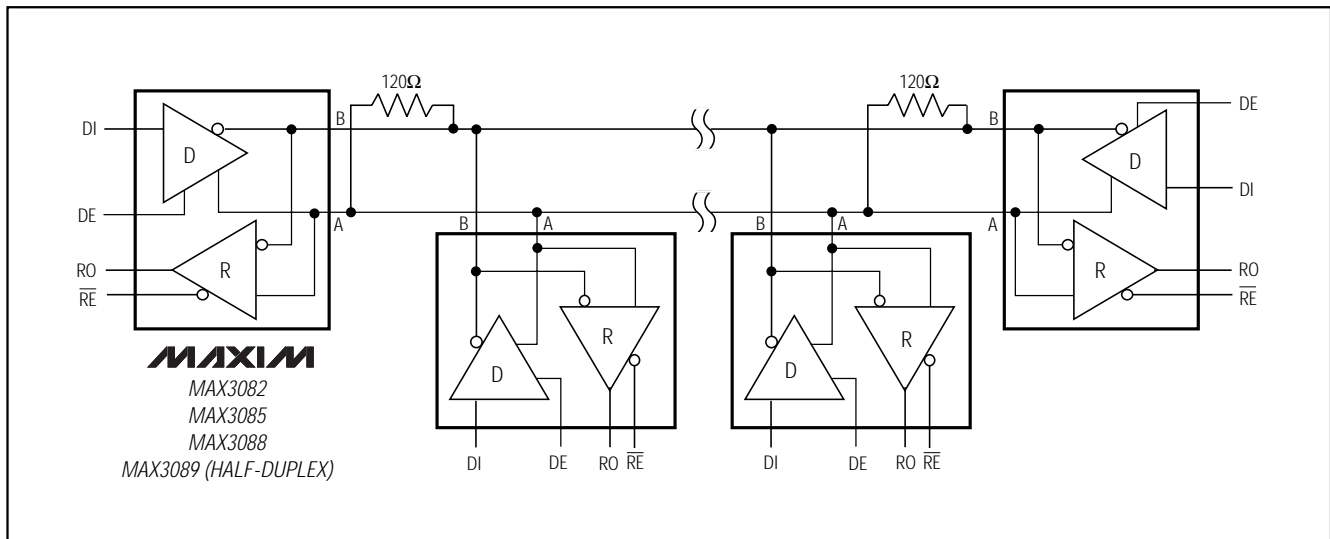 120Ω 120Ω
DI D B B D DE
DI
DE A B A B A A
RO R R RO
RE RE
D R D R
MAXIM
MAX3082
MAX3085
MAX3088
MAX3089 (HALF-DUPLEX)
DI DE RO RE DI DE RO RE